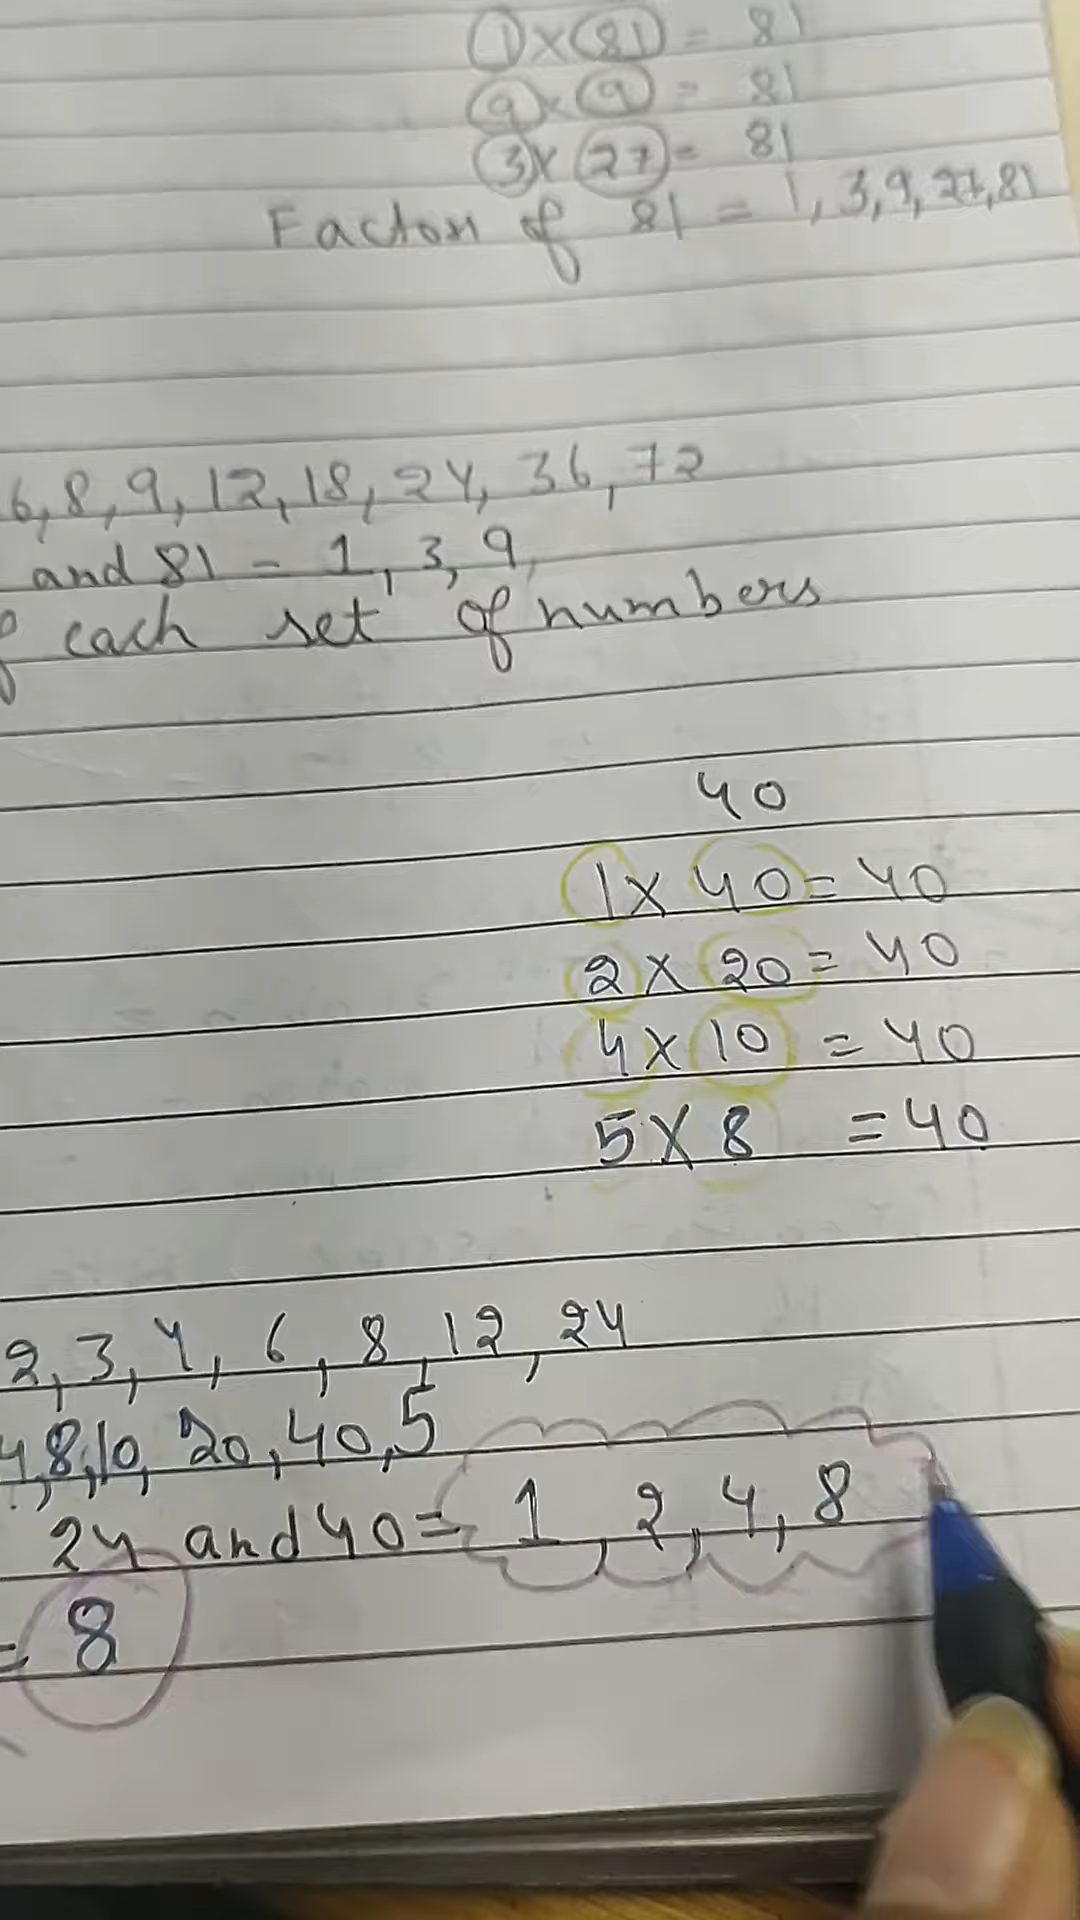 1 × 81 = 81
9 × 9 = 81
3 × 27 = 81
Factors of 81 = 1, 3, 9, 27, 81
6, 8, 9, 12, 18, 24, 36, 72
and 81 - 1, 3, 9,
each set of numbers
40
1 × 40 = 40
2 × 20 = 40
4 × 10 = 40
5 × 8 = 40
2, 3, 4, 6, 8, 12, 24
4, 8, 10, 20, 40, 5
24 and 40 = 1, 2, 4, 8
= 8